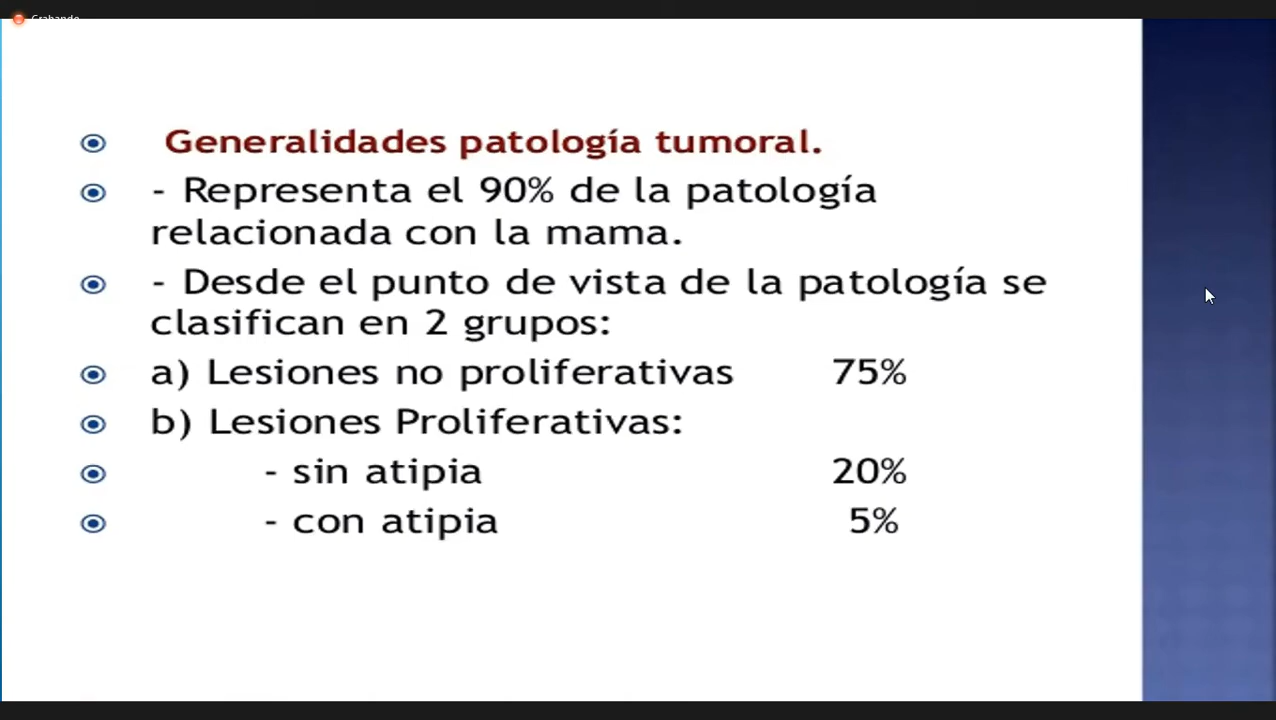 Grabando
Generalidades patología tumoral.
- Representa el 90% de la patología
relacionada con la mama.
- Desde el punto de vista de la patología se
clasifican en 2 grupos:
a) Lesiones no proliferativas 75%
b) Lesiones Proliferativas:
- sin atipia 20%
- con atipia 5%